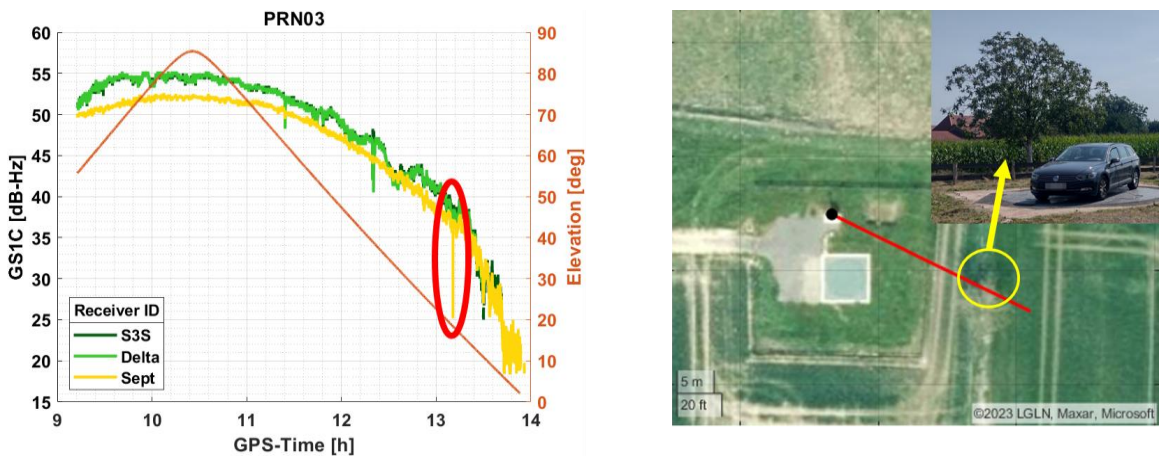 PRN03
60
55
50
45
40
35
30
25
20
15
GS1C [dB-Hz]
90
80
70
60
50
40
30
20
10
0
Elevation [deg]
Receiver ID
S3S
Delta
Sept
9 10 11 12 13 14
GPS-Time [h]
5 m
20 ft
©2023 LGLN, Maxar, Microsoft